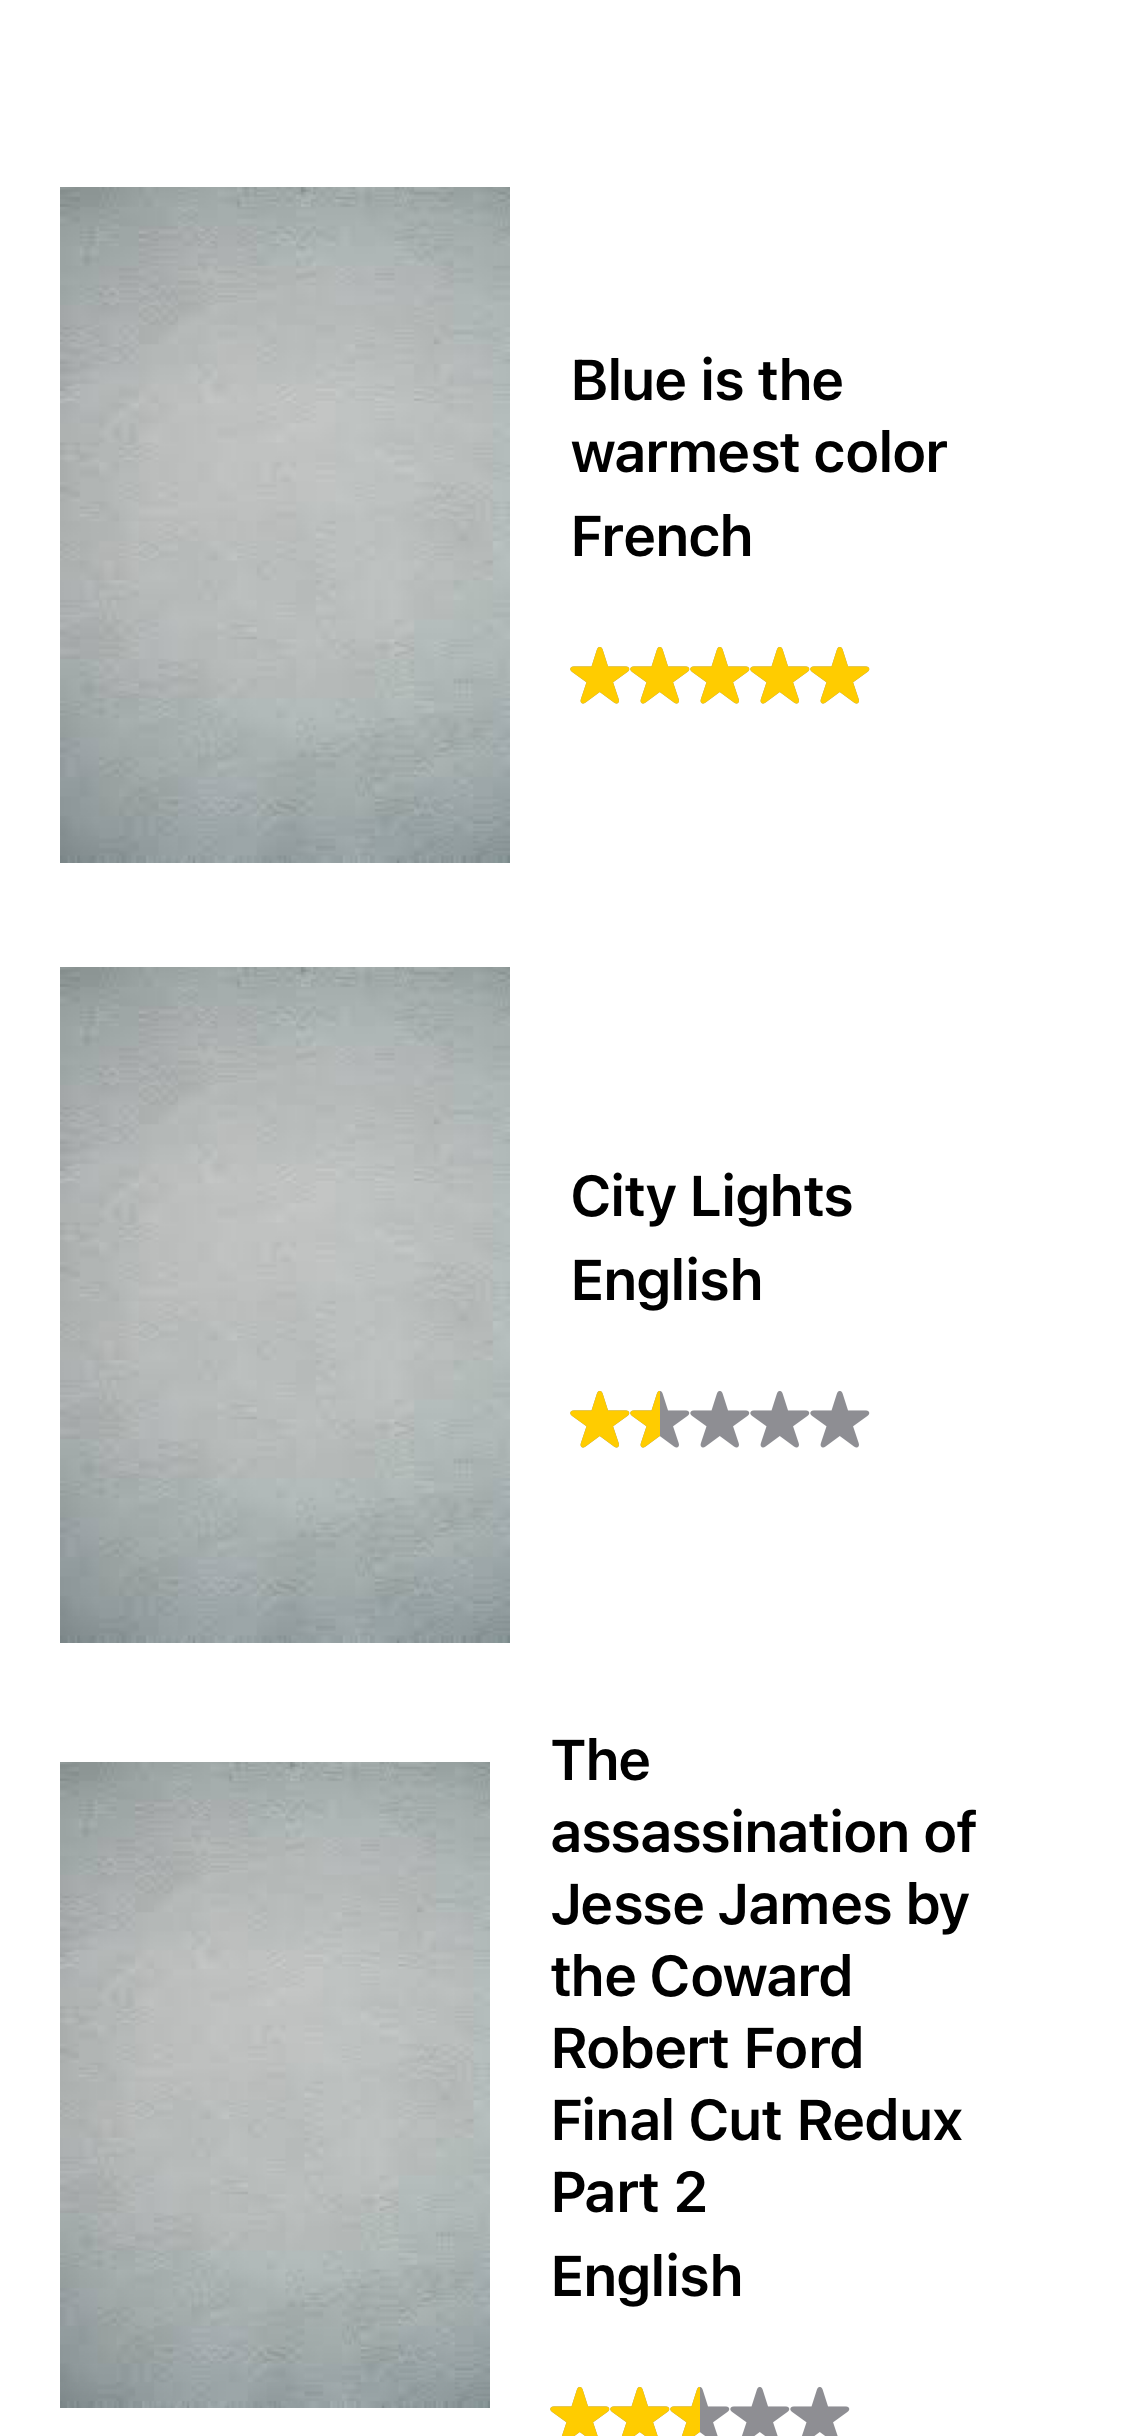 Blue is the
warmest color
French
City Lights
English
The
assassination of
Jesse James by
the Coward
Robert Ford
Final Cut Redux
Part 2
English